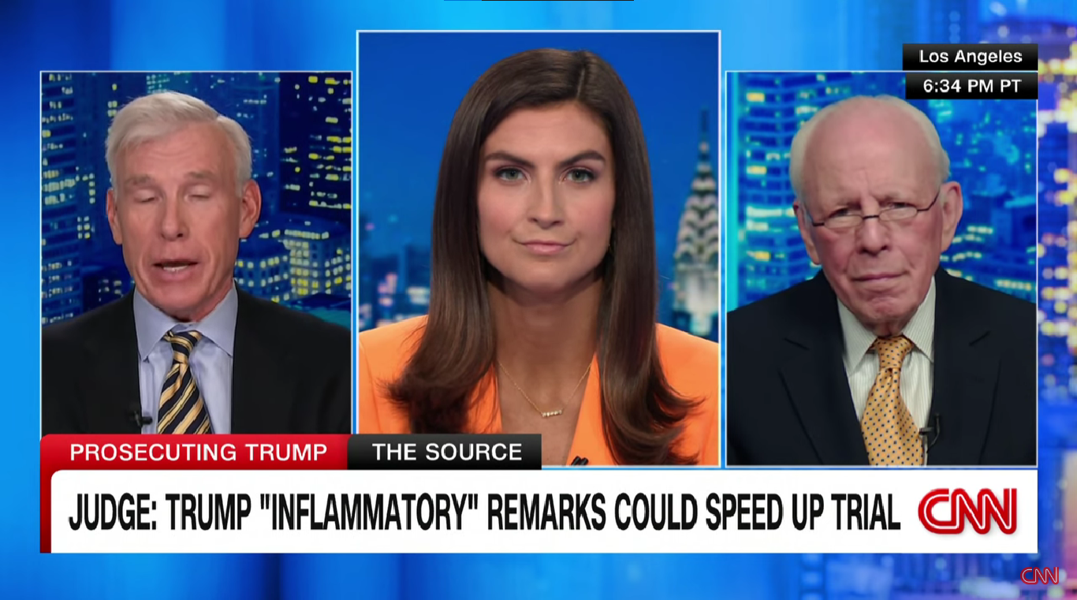 Los Angeles
6:34 PM PT
PROSECUTING TRUMP
THE SOURCE
JUDGE: TRUMP "INFLAMMATORY" REMARKS COULD SPEED UP TRIAL
CNN
CNN